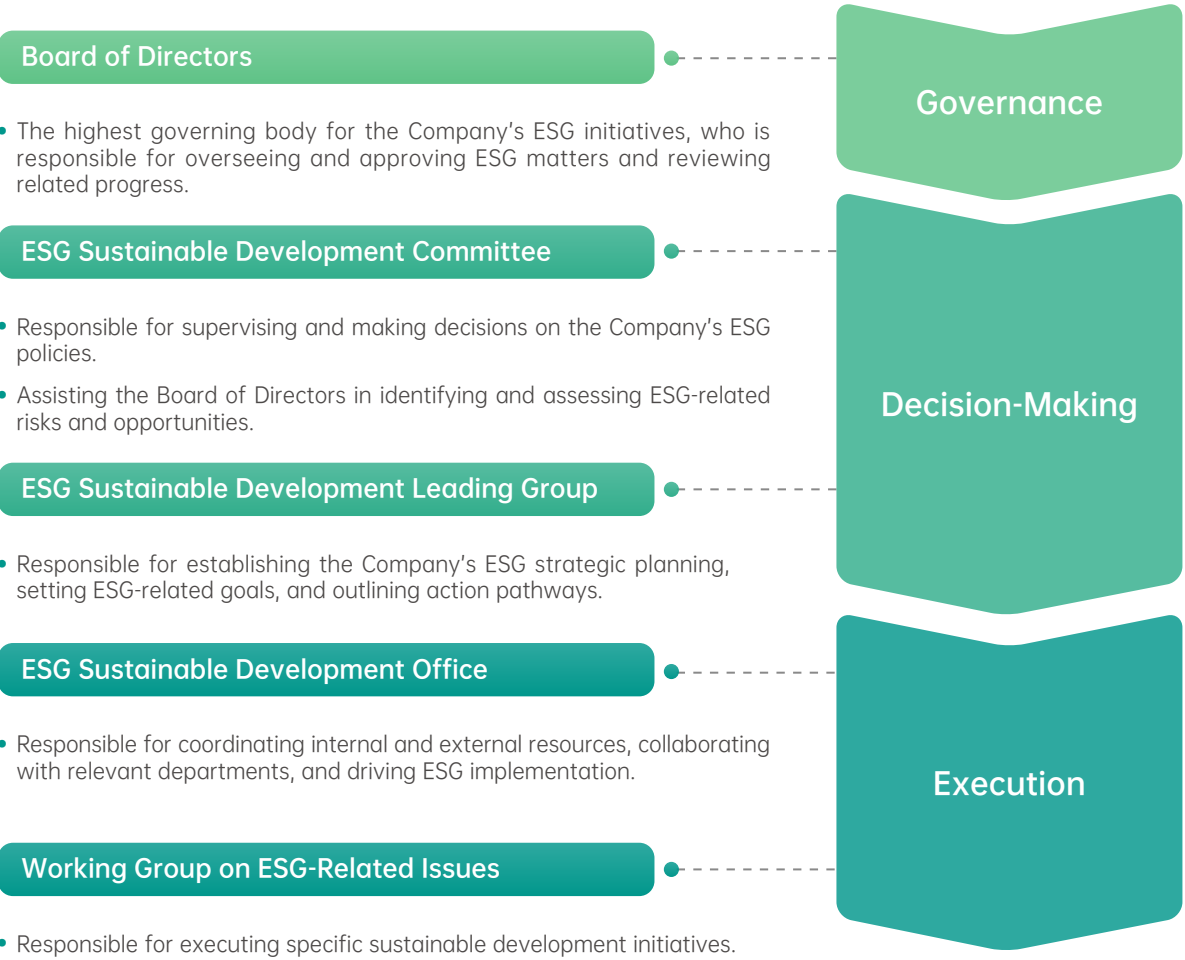 Board of Directors
Governance
• The highest governing body for the Company's ESG initiatives, who is
responsible for overseeing and approving ESG matters and reviewing
related progress.
ESG Sustainable Development Committee
• Responsible for supervising and making decisions on the Company's ESG
policies.
• Assisting the Board of Directors in identifying and assessing ESG-related
risks and opportunities.
Decision-Making
ESG Sustainable Development Leading Group
• Responsible for establishing the Company's ESG strategic planning,
setting ESG-related goals, and outlining action pathways.
ESG Sustainable Development Office
• Responsible for coordinating internal and external resources, collaborating
with relevant departments, and driving ESG implementation.
Execution
Working Group on ESG-Related Issues
• Responsible for executing specific sustainable development initiatives.